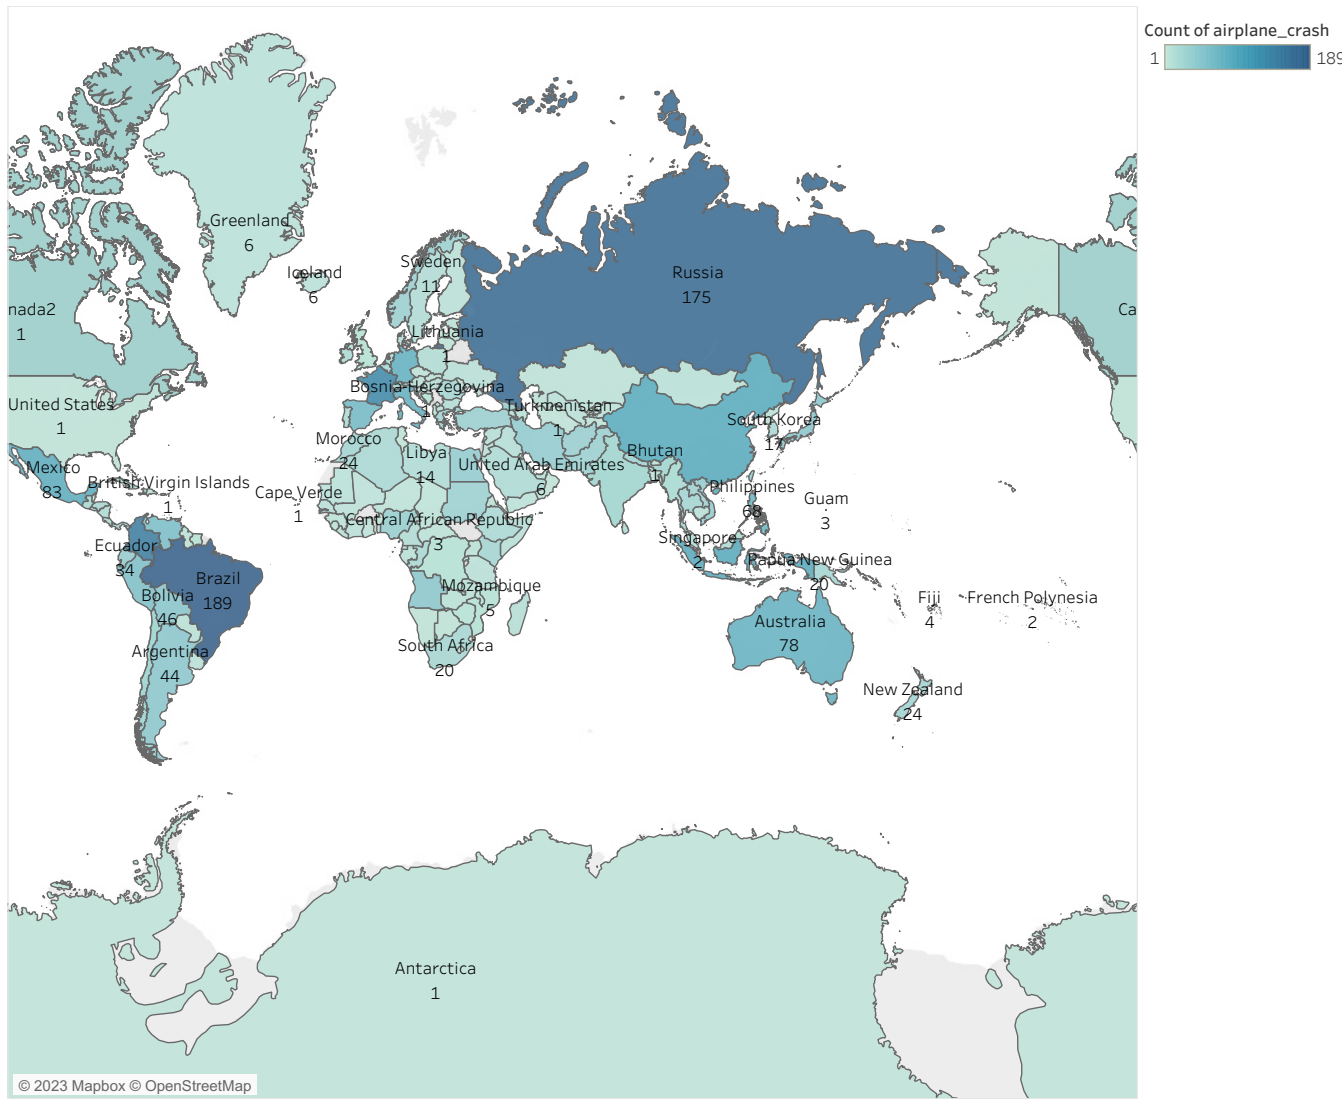 Count of airplane_crash
1
189
Greenland
6
Iceland
6
Sweden
11
Russia
175
nada2
1
Ca
Lithuania
1
Bosnia-Herzegovina
1
United States
1
Turkmenistan
1
South Korea
17
Morocco
24
Libya
14
Bhutan
1
United Arab Emirates
6
Mexico
83
British Virgin Islands
1
Cape Verde
1
Philippines
68
Guam
3
Central African Republic
3
Ecuador
34
Singapore
2
Papua New Guinea
20
Brazil
189
Bolivia
46
Mozambique
5
Fiji
4
French Polynesia
2
Australia
78
Argentina
44
South Africa
20
New Zealand
24
Antarctica
1
© 2023 Mapbox © OpenStreetMap